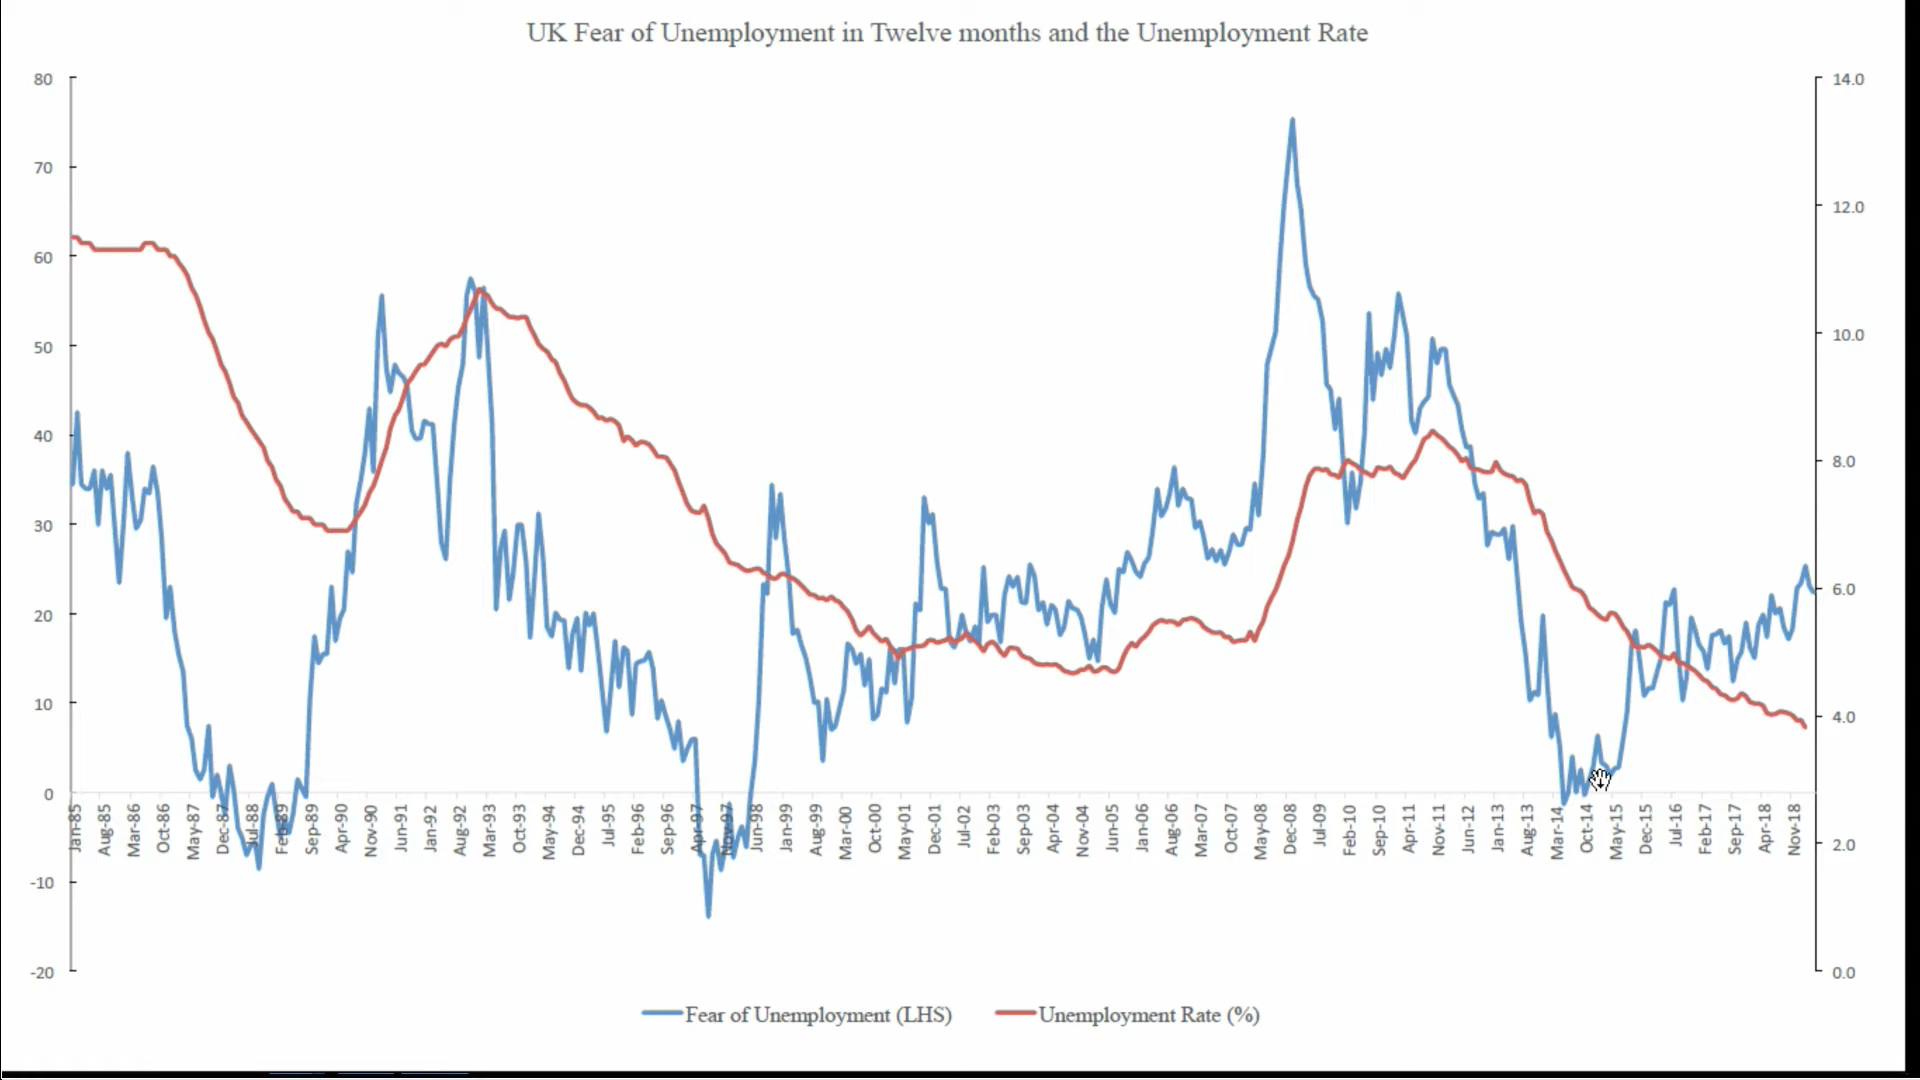 UK Fear of Unemployment in Twelve months and the Unemployment Rate
80
70
60
50
40
30
20
10
0
-10
-20
14.0
12.0
10.0
8.0
6.0
4.0
2.0
0.0
Jan-85
Aug-85
Mar-86
Oct-86
May-87
Dec-87
Jul-88
Feb-89
Sep-89
Apr-90
Nov-90
Jun-91
Jan-92
Aug-92
Mar-93
Oct-93
May-94
Dec-94
Jul-95
Feb-96
Sep-96
Apr-97
Nov-97
Jun-98
Jan-99
Aug-99
Mar-00
Oct-00
May-01
Dec-01
Jul-02
Feb-03
Sep-03
Apr-04
Nov-04
Jun-05
Jan-06
Aug-06
Mar-07
Oct-07
May-08
Dec-08
Jul-09
Feb-10
Sep-10
Apr-11
Nov-11
Jun-12
Jan-13
Aug-13
Mar-14
Oct-14
May-15
Dec-15
Jul-16
Feb-17
Sep-17
Apr-18
Nov-18
Fear of Unemployment (LHS)
Unemployment Rate (%)